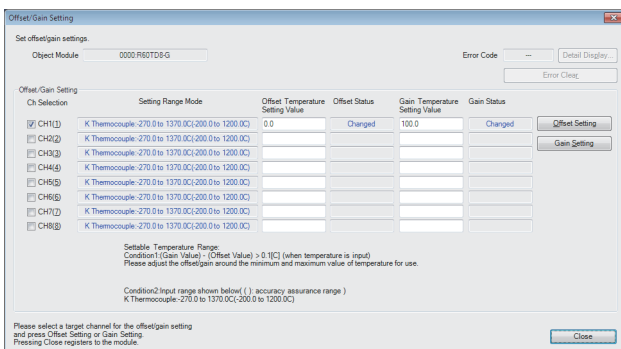 Offset/Gain Setting
Set offset/gain settings.
Object Module 0000:R60TD8-G Error Code --- Detail Display...
Error Clear
Offset/Gain Setting
Ch Selection Setting Range Mode Offset Temperature Setting Value Offset Status Gain Temperature Setting Value Gain Status
CH1(1) K Thermocouple:-270.0 to 1370.0C(-200.0 to 1200.0C) 0.0 Changed 100.0 Changed Offset Setting
CH2(2) K Thermocouple:-270.0 to 1370.0C(-200.0 to 1200.0C) Gain Setting
CH3(3) K Thermocouple:-270.0 to 1370.0C(-200.0 to 1200.0C)
CH4(4) K Thermocouple:-270.0 to 1370.0C(-200.0 to 1200.0C)
CH5(5) K Thermocouple:-270.0 to 1370.0C(-200.0 to 1200.0C)
CH6(6) K Thermocouple:-270.0 to 1370.0C(-200.0 to 1200.0C)
CH7(7) K Thermocouple:-270.0 to 1370.0C(-200.0 to 1200.0C)
CH8(8) K Thermocouple:-270.0 to 1370.0C(-200.0 to 1200.0C)
Settable Temperature Range:
Condition1:(Gain Value) - (Offset Value) > 0.1[C] (when temperature is input)
Please adjust the offset/gain around the minimum and maximum value of temperature for use.
Condition2:Input range shown below( ( ): accuracy assurance range )
K Thermocouple:-270.0 to 1370.0C(-200.0 to 1200.0C)
Please select a target channel for the offset/gain setting
and press Offset Setting or Gain Setting.
Pressing Close registers to the module.
Close